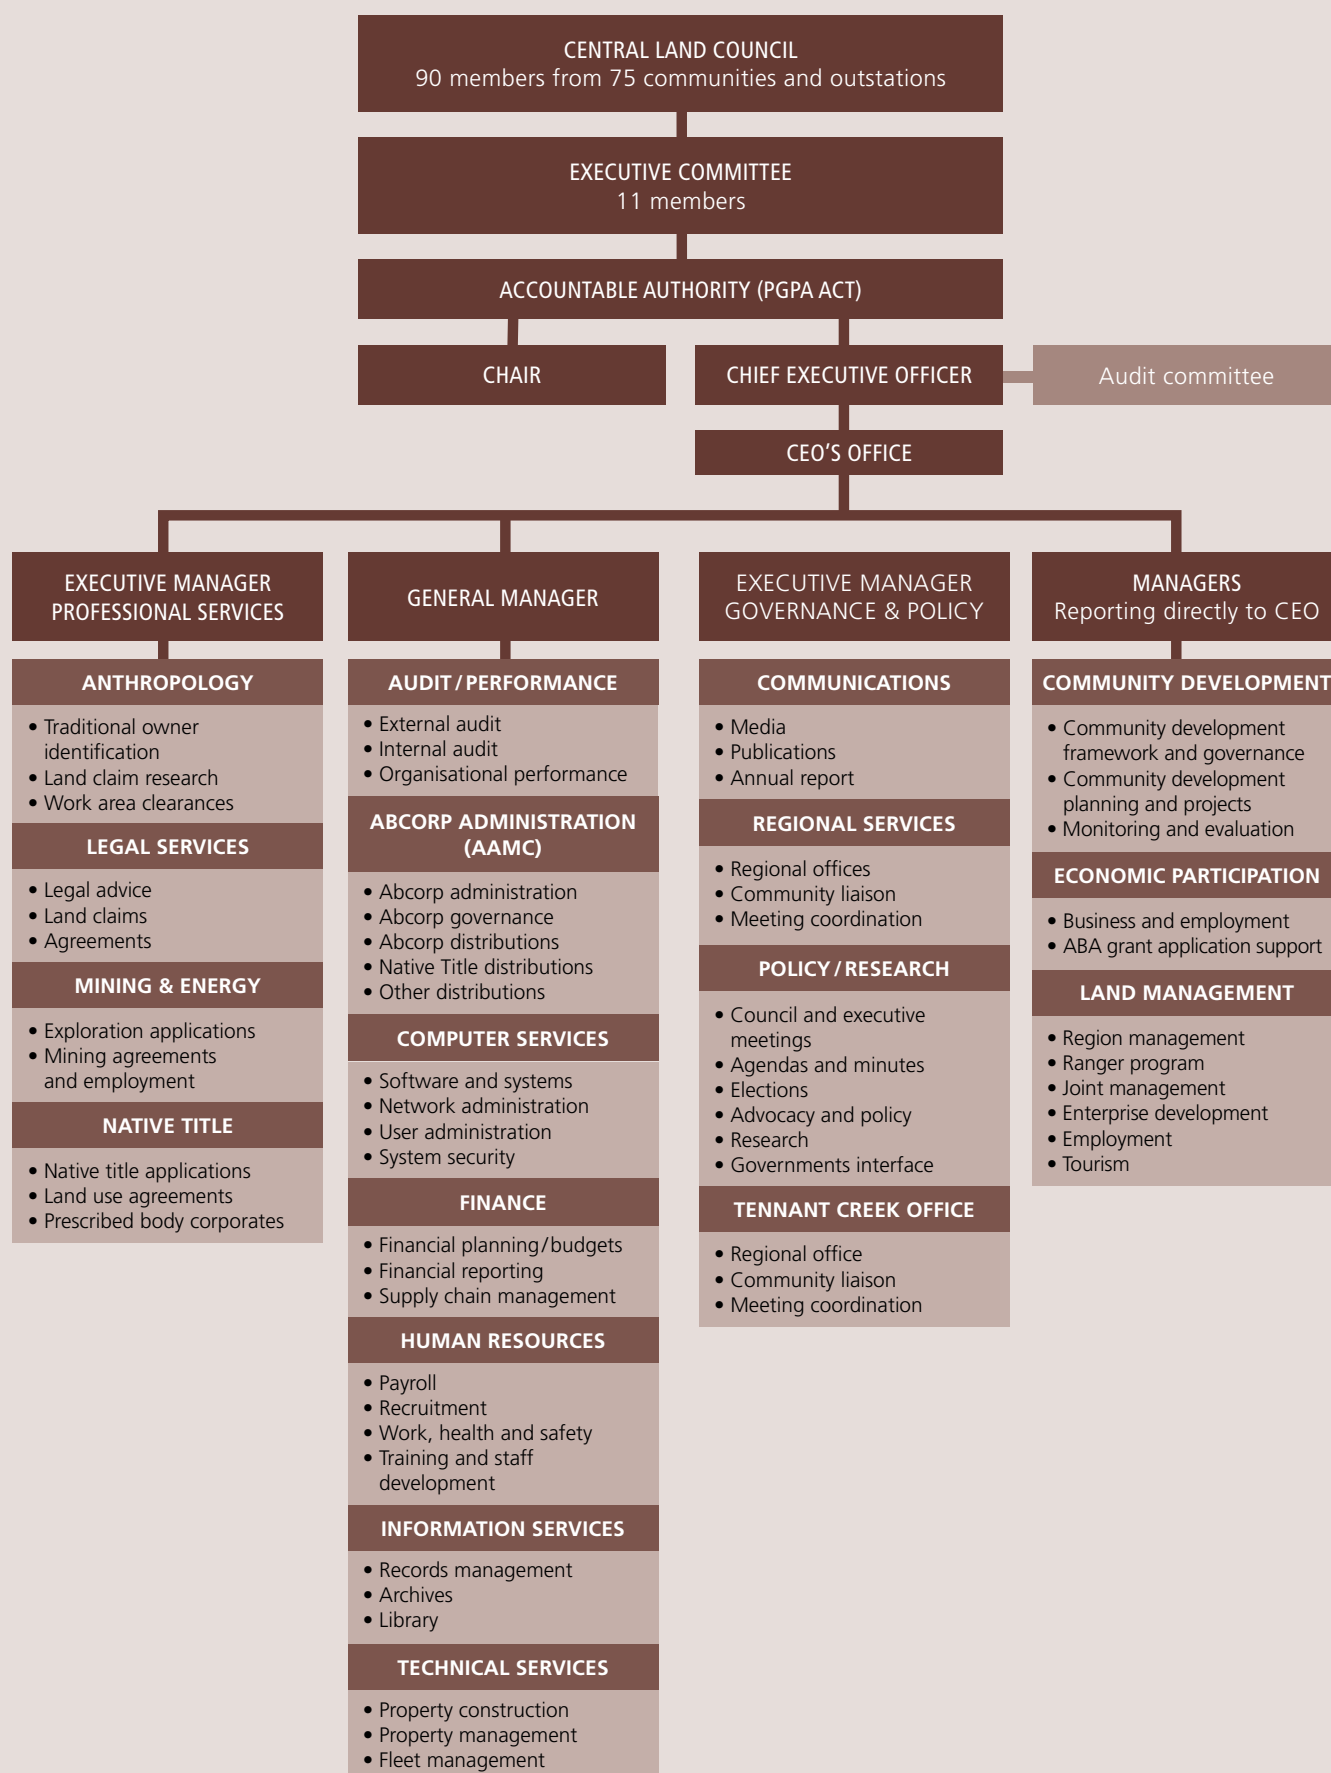 CENTRAL LAND COUNCIL
90 members from 75 communities and outstations
EXECUTIVE COMMITTEE
11 members
ACCOUNTABLE AUTHORITY (PGPA ACT)
CHAIR
CHIEF EXECUTIVE OFFICER
Audit committee
CEO'S OFFICE
EXECUTIVE MANAGER
PROFESSIONAL SERVICES
ANTHROPOLOGY
• Traditional owner
identification
• Land claim research
• Work area clearances
LEGAL SERVICES
• Legal advice
• Land claims
• Agreements
MINING & ENERGY
• Exploration applications
• Mining agreements
and employment
NATIVE TITLE
• Native title applications
• Land use agreements
• Prescribed body corporates
GENERAL MANAGER
AUDIT / PERFORMANCE
• External audit
• Internal audit
• Organisational performance
ABCORP ADMINISTRATION
(AAMC)
• Abcorp administration
• Abcorp governance
• Abcorp distributions
• Native Title distributions
• Other distributions
COMPUTER SERVICES
• Software and systems
• Network administration
• User administration
• System security
FINANCE
• Financial planning / budgets
• Financial reporting
• Supply chain management
HUMAN RESOURCES
• Payroll
• Recruitment
• Work, health and safety
• Training and staff
development
INFORMATION SERVICES
• Records management
• Archives
• Library
TECHNICAL SERVICES
• Property construction
• Property management
• Fleet management
EXECUTIVE MANAGER
GOVERNANCE & POLICY
COMMUNICATIONS
• Media
• Publications
• Annual report
REGIONAL SERVICES
• Regional offices
• Community liaison
• Meeting coordination
POLICY / RESEARCH
• Council and executive
meetings
• Agendas and minutes
• Elections
• Advocacy and policy
• Research
• Governments interface
TENNANT CREEK OFFICE
• Regional office
• Community liaison
• Meeting coordination
MANAGERS
Reporting directly to CEO
COMMUNITY DEVELOPMENT
• Community development
framework and governance
• Community development
planning and projects
• Monitoring and evaluation
ECONOMIC PARTICIPATION
• Business and employment
• ABA grant application support
LAND MANAGEMENT
• Region management
• Ranger program
• Joint management
• Enterprise development
• Employment
• Tourism